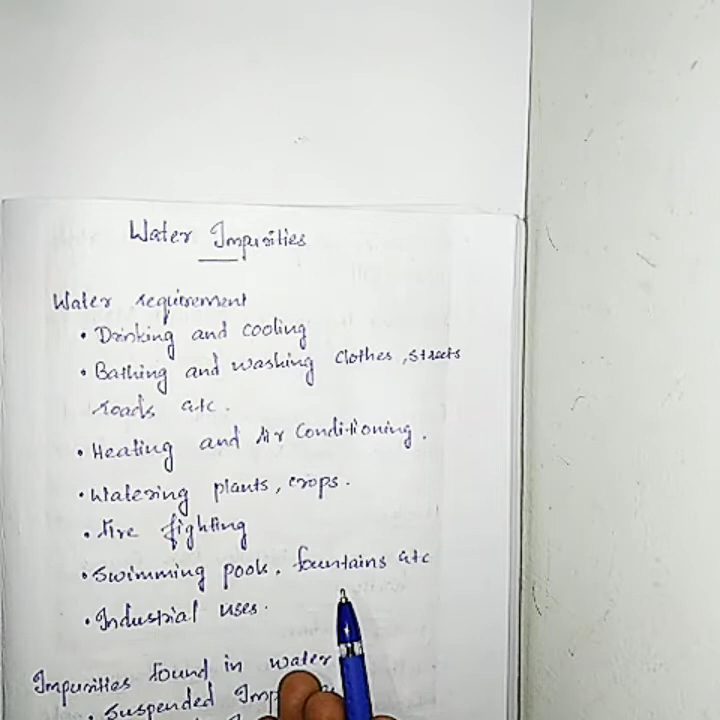 Water Impurities
Water requirement
• Drinking and cooling
• Bathing and washing clothes, streets
roads etc.
• Heating and Air Conditioning.
• Watering plants, crops.
• Fire fighting
• Swimming pools, fountains etc
• Industrial uses.
Impurities found in water
• Suspended